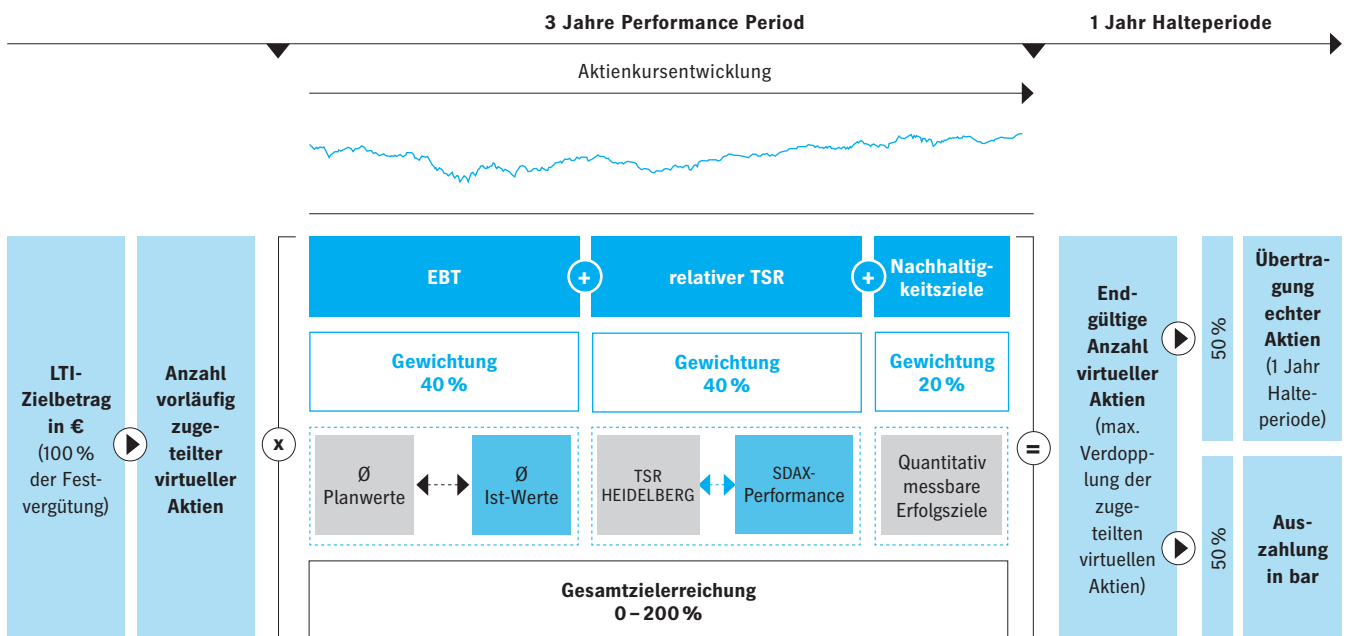 3 Jahre Performance Period
1 Jahr Halteperiode
Aktienkursentwicklung
LTI-
Zielbetrag
in €
(100 %
der Fest-
vergütung)
Anzahl
vorläufig
zuge-
teilter
virtueller
Aktien
x
EBT
+
relativer TSR
+
Nachhaltig-
keitsziele
Gewichtung
40 %
Gewichtung
40 %
Gewichtung
20 %
Ø
Planwerte
Ø
Ist-Werte
TSR
HEIDELBERG
SDAX-
Performance
Quantitativ
messbare
Erfolgsziele
Gesamtzielerreichung
0 – 200 %
=
End-
gültige
Anzahl
virtueller
Aktien
(max.
Verdopp-
lung der
zuge-
teilten
virtuellen
Aktien)
50 %
Übertra-
gung
echter
Aktien
(1 Jahr
Halte-
periode)
50 %
Aus-
zahlung
in bar